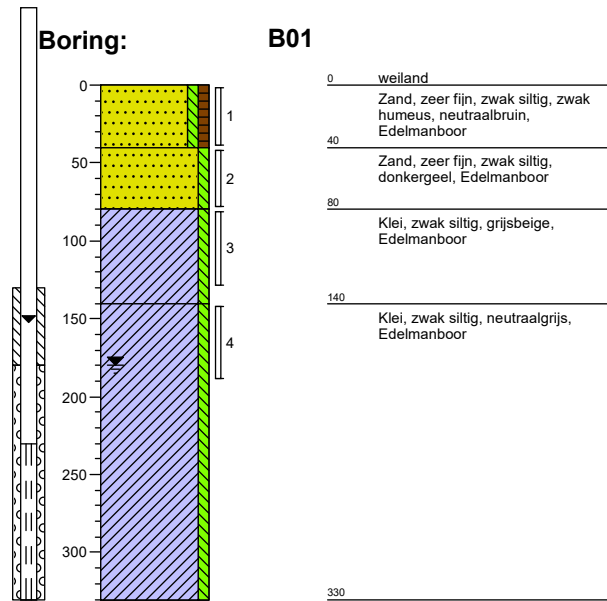 Boring: B01
0
50
100
150
200
250
300
1
2
3
4
0 weiland
Zand, zeer fijn, zwak siltig, zwak
humeus, neutraalbruin,
Edelmanboor
40
Zand, zeer fijn, zwak siltig,
donkergeel, Edelmanboor
80
Klei, zwak siltig, grijsbeige,
Edelmanboor
140
Klei, zwak siltig, neutraalgrijs,
Edelmanboor
330